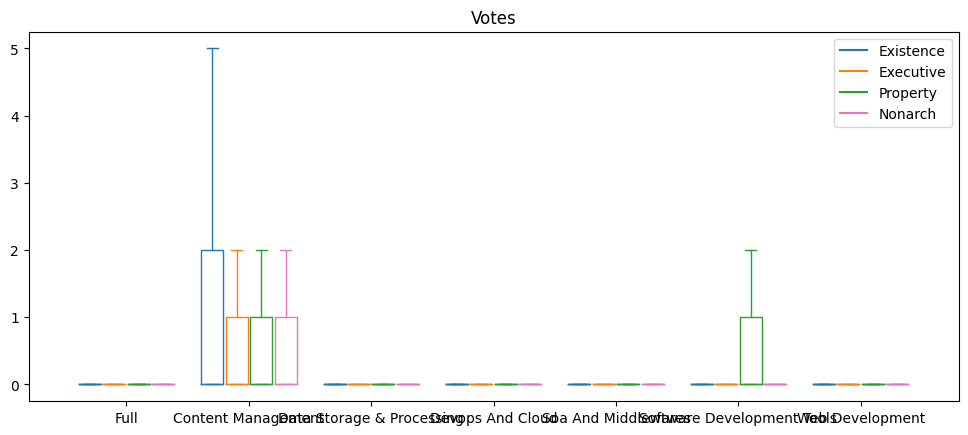 Votes
5
4
3
2
1
0
Existence
Executive
Property
Nonarch
Full
Content Management
Data Storage & Processing
Devops And Cloud
Soa And Middleware
Software Development Tools
Web Development